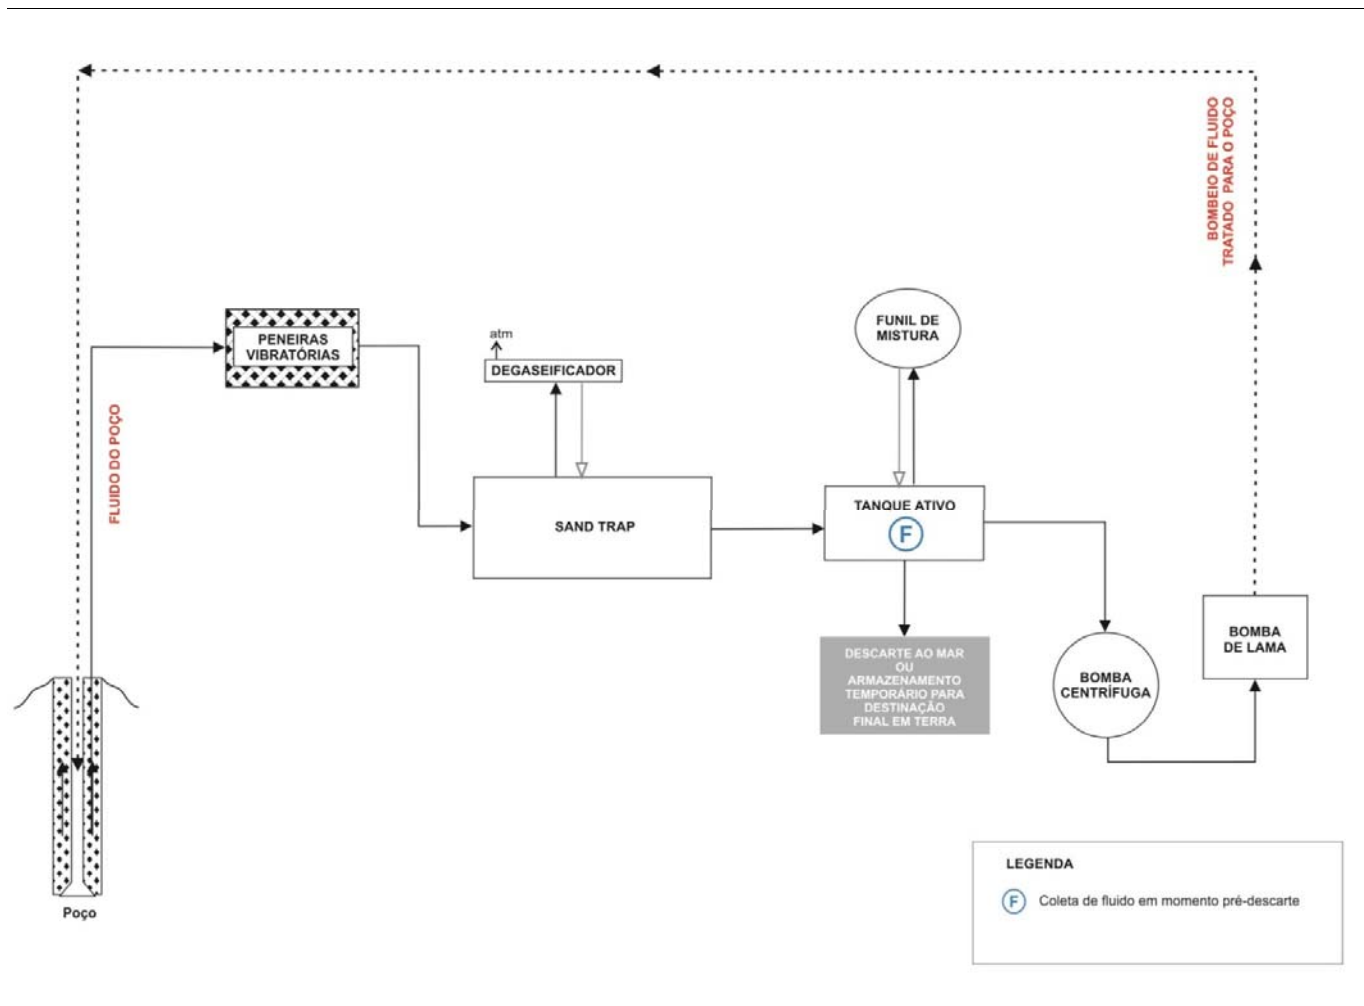 BOMBEIO DE FLUIDO
TRATADO PARA O POÇO
FUNIL DE
MISTURA
PENEIRAS
VIBRATÓRIAS
atm
DEGASEIFICADOR
FLUIDO DO POÇO
SAND TRAP
TANQUE ATIVO
F
DESCARTE AO MAR
OU
ARMAZENAMENTO
TEMPORÁRIO PARA
DESTINAÇÃO
FINAL EM TERRA
BOMBA
CENTRÍFUGA
BOMBA
DE LAMA
Poço
LEGENDA
F Coleta de fluido em momento pré-descarte